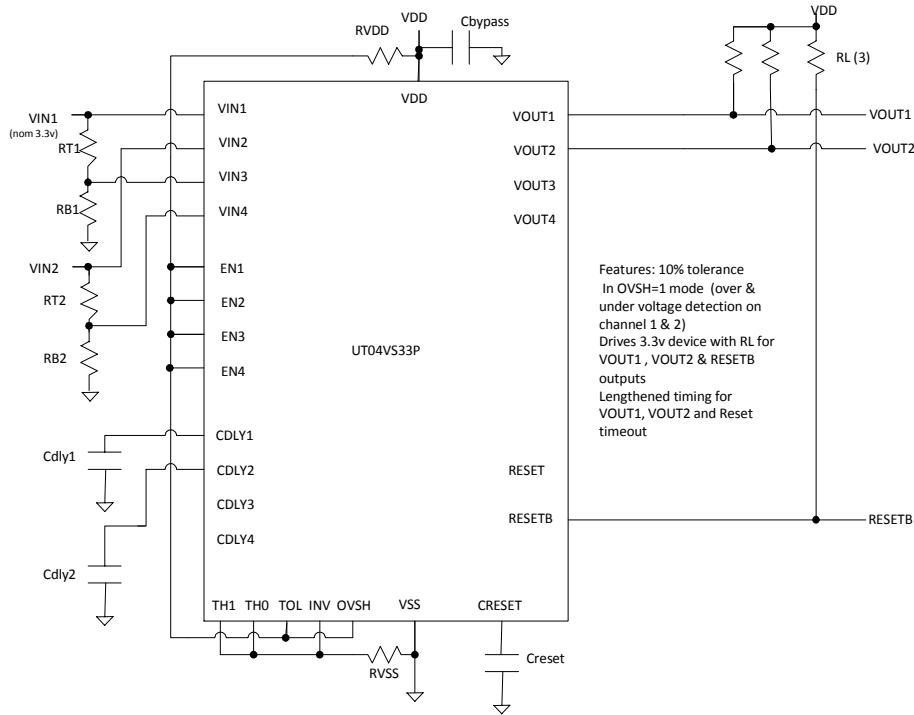 VDD
Cbypass
RVDD
VDD
RL (3)
VDD
VIN1
(nom 3.3v)
RT1
RB1
VIN2
RT2
RB2
Cdly1
Cdly2
VIN1
VIN2
VIN3
VIN4
EN1
EN2
EN3
EN4
CDLY1
CDLY2
CDLY3
CDLY4
UT04VS33P
VOUT1
VOUT2
VOUT3
VOUT4
RESET
RESETB
VOUT1
VOUT2
RESETB
Features: 10% tolerance
In OVSH=1 mode (over &
under voltage detection on
channel 1 & 2)
Drives 3.3v device with RL for
VOUT1 , VOUT2 & RESETB
outputs
Lengthened timing for
VOUT1, VOUT2 and Reset
timeout
TH1 TH0 TOL INV OVSH VSS CRESET
RVSS
Creset